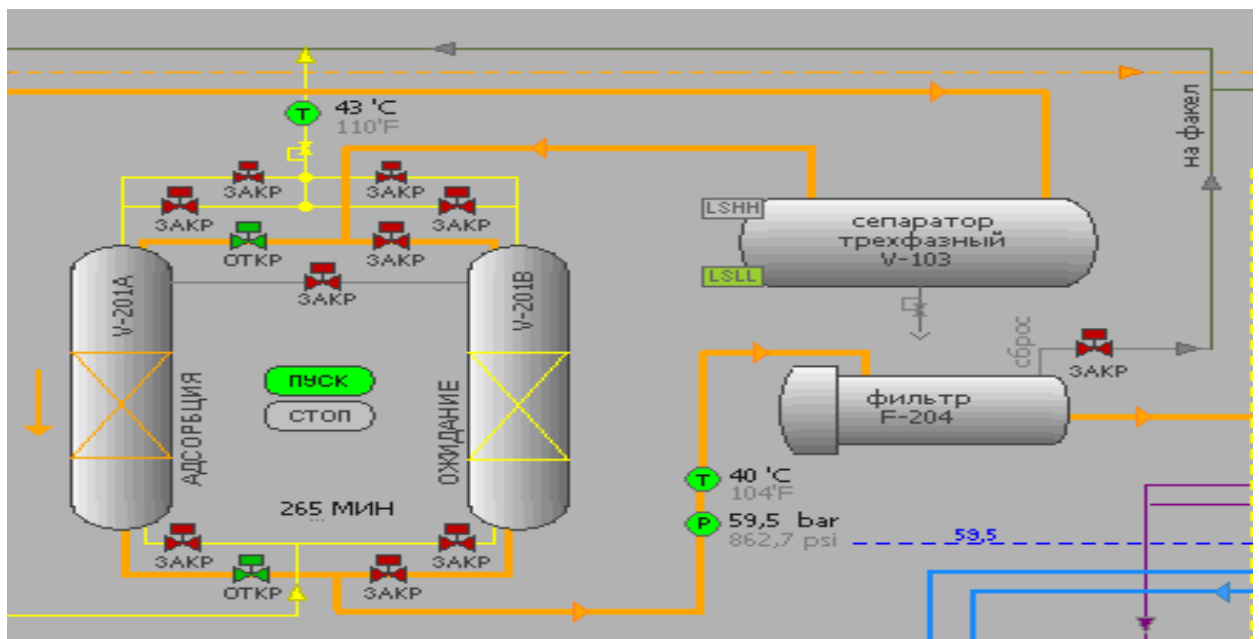 43 'C
110'F
на факел
ЗАКР
ЗАКР
ЗАКР
ЗАКР
LSHH
сепаратор
трехфазный
V-103
LSLL
ОТКР
ЗАКР
ЗАКР
V-201A
V-201B
сброс
ЗАКР
ПУСК
СТОП
АДСОРБЦИЯ
ОЖИДАНИЕ
фильтр
F-204
T
T
40 'C
104'F
265 МИН
P
59,5 bar
862,7 psi
59,5
ЗАКР
ЗАКР
ОТКР
ЗАКР